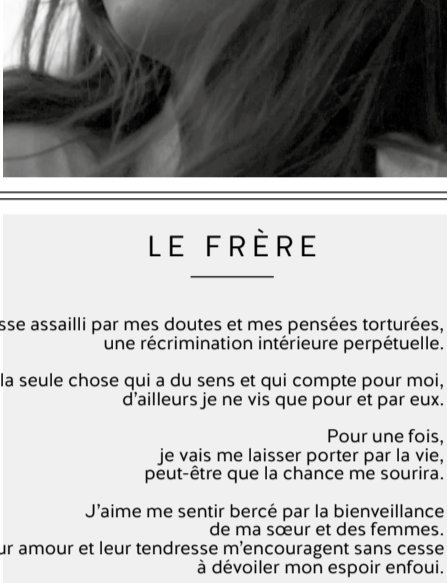 LE FRÈRE
sse assailli par mes doutes et mes pensées torturées,
une récrimination intérieure perpétuelle.
la seule chose qui a du sens et qui compte pour moi,
d'ailleurs je ne vis que pour et par eux.
Pour une fois,
je vais me laisser porter par la vie,
peut-être que la chance me sourira.
J'aime me sentir bercé par la bienveillance
de ma sœur et des femmes.
ur amour et leur tendresse m'encouragent sans cesse
à dévoiler mon espoir enfoui.